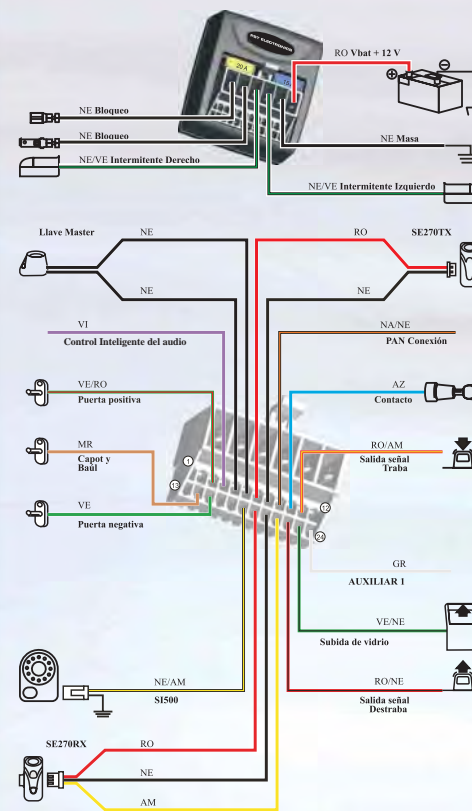 PST ELECTRONICS
20 A
15
RO Vbat + 12 V
NE Bloqueo
NE Bloqueo
NE Masa
NE/VE Intermitente Derecho
NE/VE Intermitente Izquierdo
Llave Master
NE
RO
SE270TX
NE
NE
VI
Control Inteligente del audio
NA/NE
PAN Conexión
VE/RO
Puerta positiva
AZ
Contacto
MR
Capot y
Baúl
RO/AM
Salida señal
Traba
1
13
12
24
VE
Puerta negativa
GR
AUXILIAR 1
VE/NE
Subida de vidrio
NE/AM
SI500
RO/NE
Salida señal
Destraba
SE270RX
RO
NE
AM